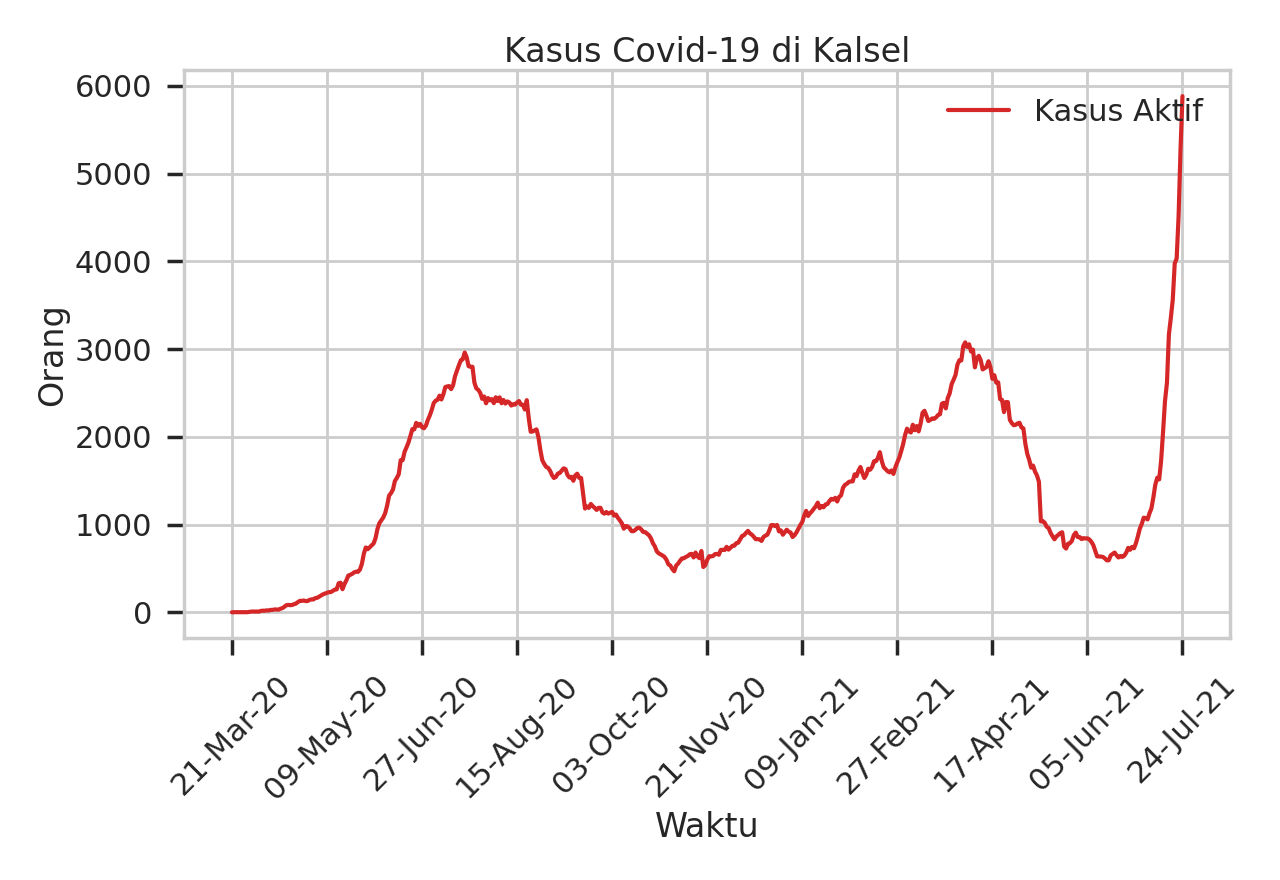 Kasus Covid-19 di Kalsel
Kasus Aktif
Orang
6000
5000
4000
3000
2000
1000
0
21-Mar-20
09-May-20
27-Jun-20
15-Aug-20
03-Oct-20
21-Nov-20
09-Jan-21
27-Feb-21
17-Apr-21
05-Jun-21
24-Jul-21
Waktu